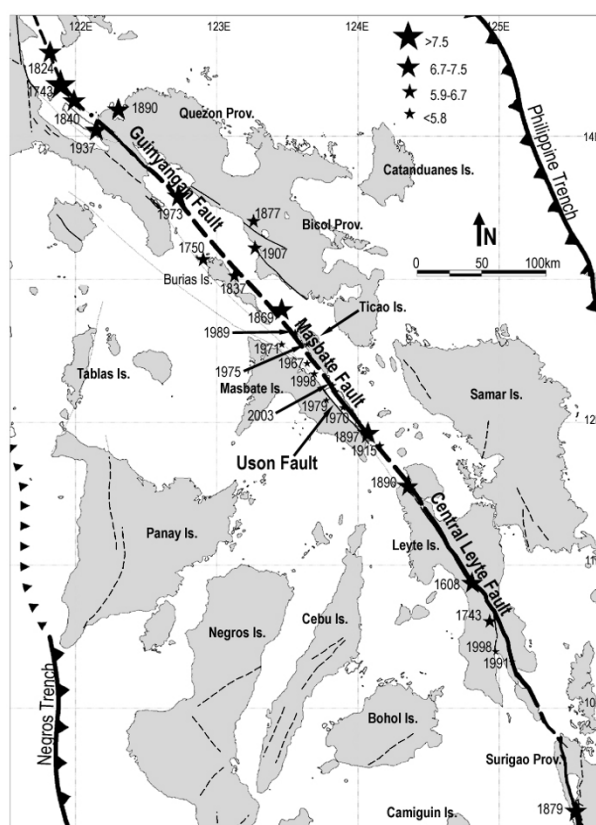 122E
123E
124E
125E
>7.5
6.7-7.5
5.9-6.7
<5.8
1824
1743
1840
1890
1937
Quezon Prov.
Guinyangan Fault
Philippine Trench
14
Catanduanes Is.
1973
1877
Bicol Prov.
N
1907
1750
0 50 100km
Burias Is.
1837
Ticao Is.
1869
1989
Masbate Fault
1971
1975
1967
Tablas Is.
Masbate Is.
1998
Samar Is.
2003
1979
1970
12
1897
1915
Uson Fault
1890
Central Leyte Fault
Panay Is.
Leyte Is.
1608
Negros Is.
Cebu Is.
1743
1998
1991
Negros Trench
Bohol Is.
10
Surigao Prov.
Camiguin Is.
1879